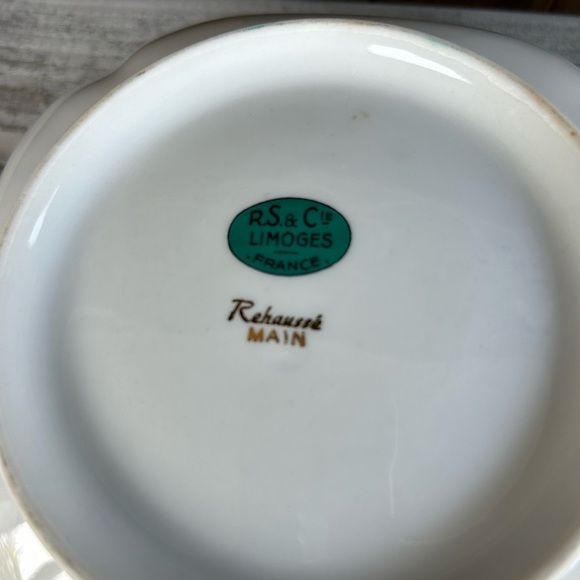 R.S. & CIE
LIMOGES
FRANCE
Rehaussé
MAIN